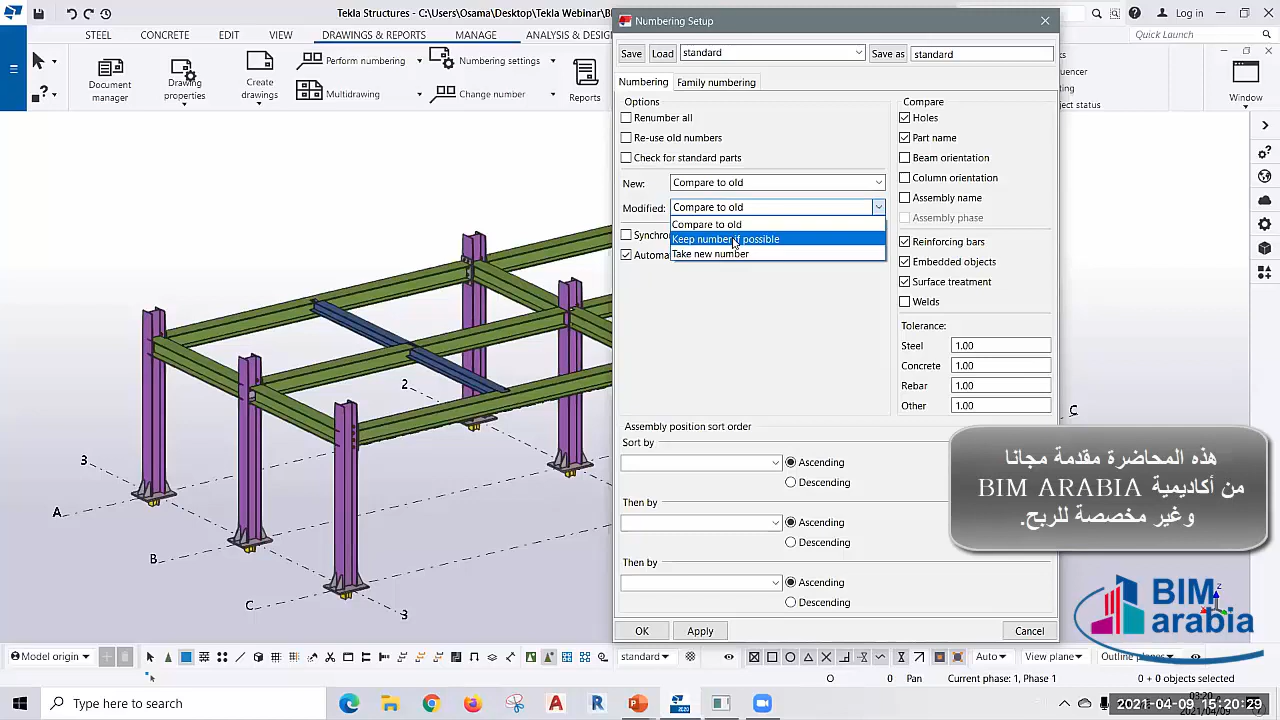 Tekla Structures - C:\Users\Osama\Desktop\Tekla Webinar\
Numbering Setup
Log in
STEEL
CONCRETE
EDIT
VIEW
DRAWINGS & REPORTS
MANAGE
ANALYSIS & DES
Quick Launch
Document manager
Drawing properties
Create drawings
Perform numbering
Multidrawing
Numbering settings
Change number
Reports
Window
Save
Load
standard
Save as
standard
Numbering
Family numbering
Options
Renumber all
Re-use old numbers
Check for standard parts
New:
Compare to old
Modified:
Compare to old
Compare to old
Keep number if possible
Take new number
Synchro
Automa
Compare
Holes
Part name
Beam orientation
Column orientation
Assembly name
Assembly phase
Reinforcing bars
Embedded objects
Surface treatment
Welds
Tolerance:
Steel
1.00
Concrete
1.00
Rebar
1.00
Other
1.00
Assembly position sort order
Sort by
Ascending
Descending
Then by
Ascending
Descending
Then by
Ascending
Descending
OK
Apply
Cancel
2
3
A
B
C
3
C
هذه المحاضرة مقدمة مجانا
من أكاديمية BIM ARABIA
وغير مخصصة للربح.
BIM
arabia
Z
Model origin
standard
Auto
View plane
Outline planes
O
0
Pan
Current phase: 1, Phase 1
0 + 0 objects selected
Type here to search
2021-04-09 15:20:29